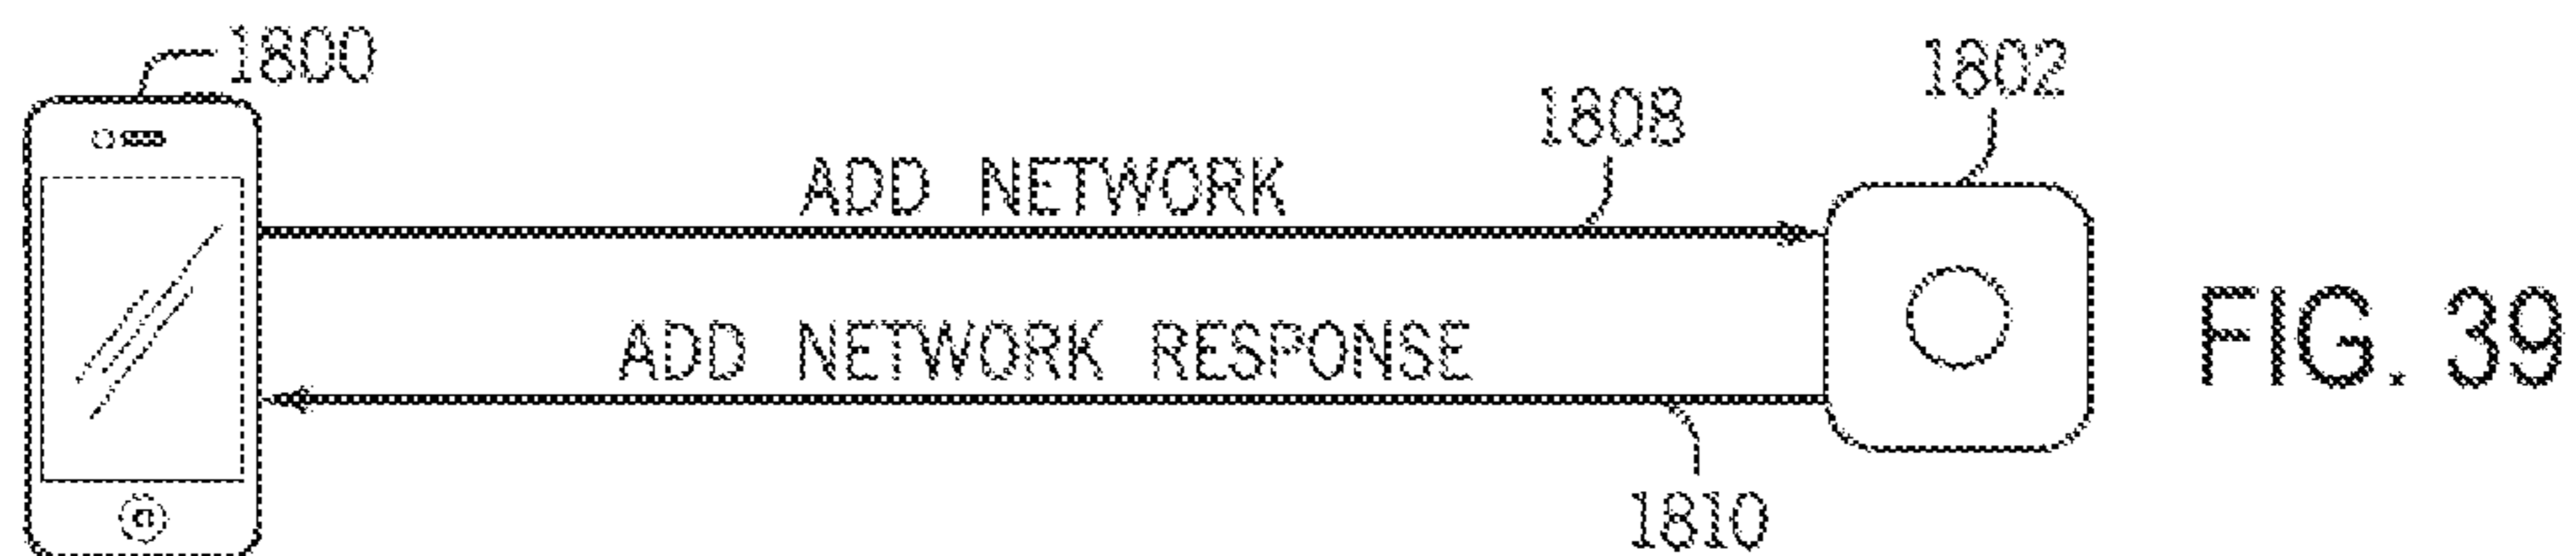 1800
1802
1808
ADD NETWORK
ADD NETWORK RESPONSE
1810
FIG. 39